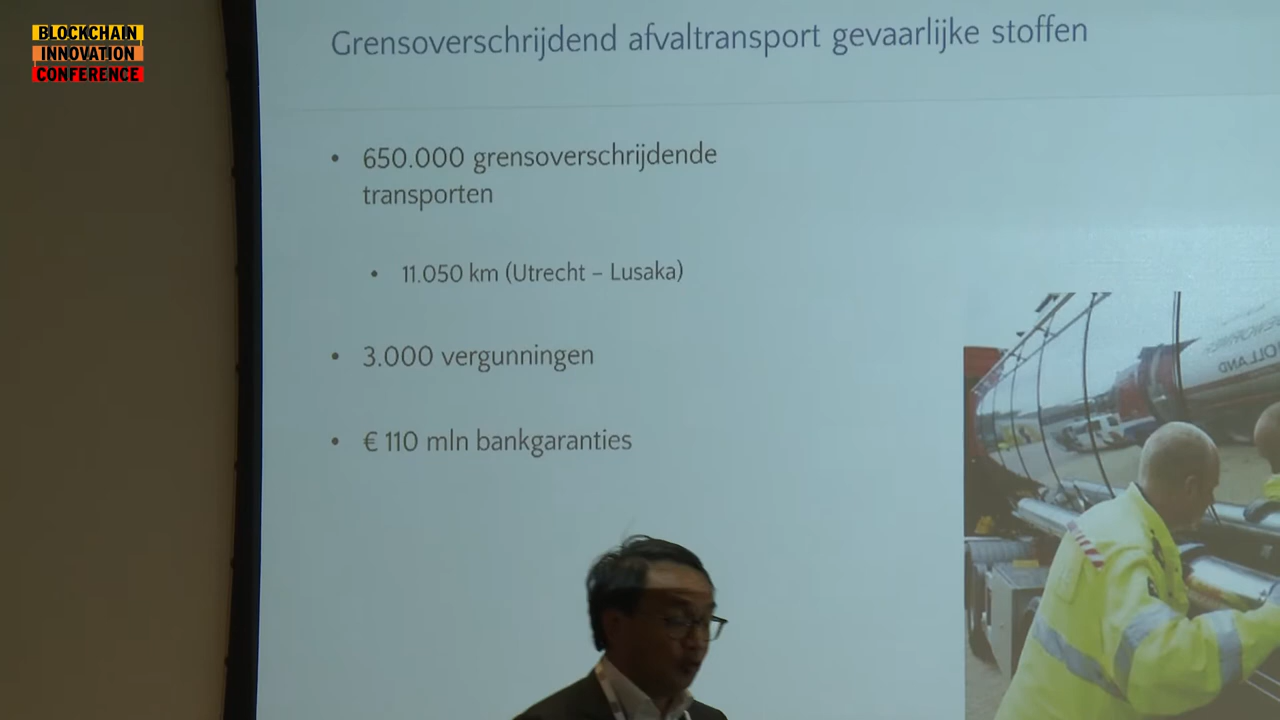 BLOCKCHAIN
INNOVATION
CONFERENCE
Grensoverschrijdend afvaltransport gevaarlijke stoffen
• 650.000 grensoverschrijdende
transporten
• 11.050 km (Utrecht – Lusaka)
• 3.000 vergunningen
• € 110 mln bankgaranties
HOLLAND